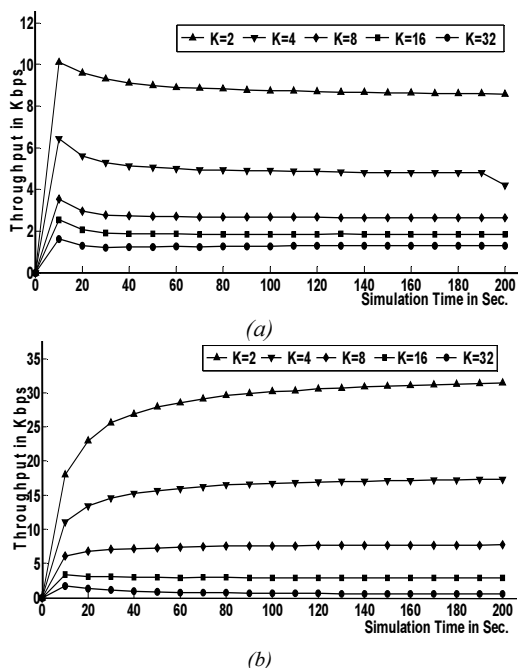 K=2 K=4 K=8 K=16 K=32
Throughput in Kbps
12
10
8
6
4
2
0
0 20 40 60 80 100 120 140 160 180 200
Simulation Time in Sec.
(a)
K=2 K=4 K=8 K=16 K=32
Throughput in Kbps
35
30
25
20
15
10
5
0
0 20 40 60 80 100 120 140 160 180 200
Simulation Time in Sec.
(b)